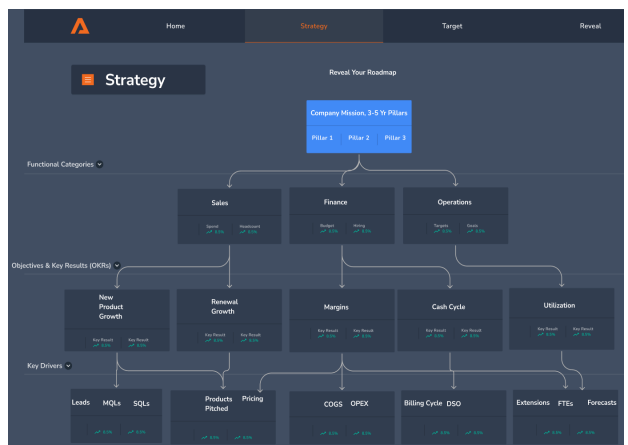 Home Strategy Target Reveal
Strategy
Reveal Your Roadmap
Company Mission, 3-5 Yr Pillars
Pillar 1 Pillar 2 Pillar 3
Functional Categories
Sales Finance Operations
Spend Headcount Budget Hiring Targets Goals
Objectives & Key Results (OKRs)
New
Product
Growth
Renewal
Growth
Margins
Cash Cycle
Utilization
Key Result Key Result Key Result Key Result Key Result Key Result Key Result Key Result Key Result Key Result
Key Drivers
Leads MQLs SQLs
Products
Pitched
Pricing
COGS OPEX
Billing Cycle DSO
Extensions FTEs Forecasts